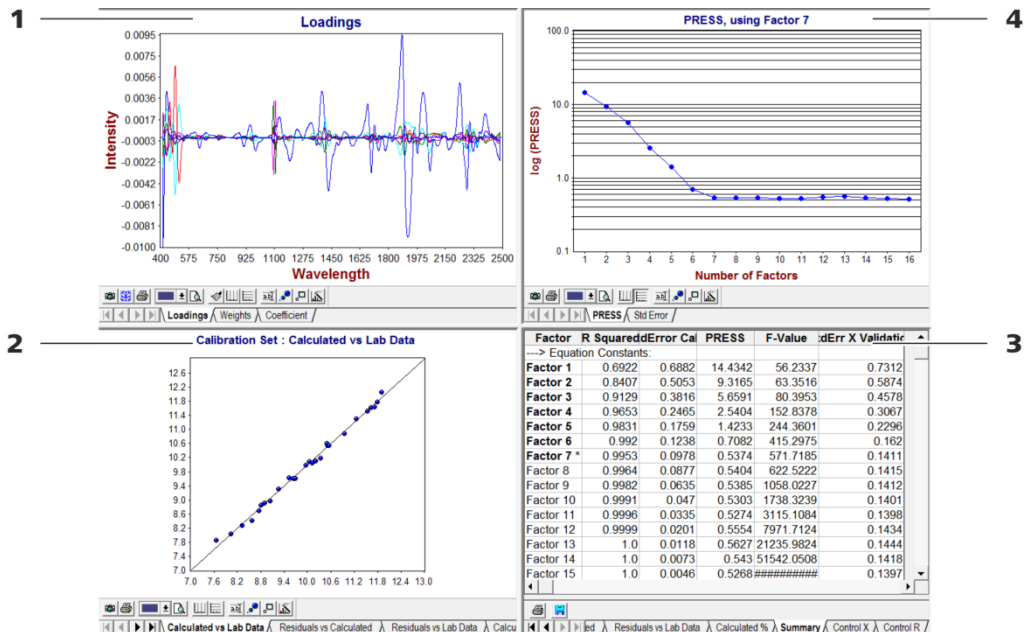 1
Loadings
0.0095
0.0075
0.0056
0.0036
0.0017
-0.0003
-0.0022
-0.0042
-0.0061
-0.0081
-0.0100
Intensity
400 575 750 925 1100 1275 1450 1625 1800 1975 2150 2325 2500
Wavelength
Loadings Weights Coefficient
4
PRESS, using Factor 7
100.0
10.0
1.0
0.1
log (PRESS)
1 2 3 4 5 6 7 8 9 10 11 12 13 14 15 16
Number of Factors
PRESS Std Error
2
Calibration Set : Calculated vs Lab Data
12.6
12.2
11.8
11.4
11.0
10.6
10.2
9.8
9.4
9.0
8.6
8.2
7.8
7.4
7.0
7.0 7.6 8.2 8.8 9.4 10.0 10.6 11.2 11.8 12.4 13.0
Calculated vs Lab Data Residuals vs Calculated Residuals vs Lab Data Calcu
3
Factor R Squared dError Cal PRESS F-Value dErr X Validatic
---> Equation Constants:
Factor 1 0.6922 0.6882 14.4342 56.2337 0.7312
Factor 2 0.8407 0.5053 9.3165 63.3516 0.5874
Factor 3 0.9129 0.3816 5.6591 80.3953 0.4578
Factor 4 0.9653 0.2465 2.5404 152.8378 0.3067
Factor 5 0.9831 0.1759 1.4233 244.3601 0.2296
Factor 6 0.992 0.1238 0.7082 415.2975 0.162
Factor 7 * 0.9953 0.0978 0.5374 571.7185 0.1411
Factor 8 0.9964 0.0877 0.5404 622.5222 0.1415
Factor 9 0.9982 0.0635 0.5385 1058.0227 0.1412
Factor 10 0.9991 0.047 0.5303 1738.3239 0.1401
Factor 11 0.9996 0.0335 0.5274 3115.1084 0.1398
Factor 12 0.9999 0.0201 0.5554 7971.7124 0.1434
Factor 13 1.0 0.0118 0.5627 21235.9824 0.1444
Factor 14 1.0 0.0073 0.543 51542.0508 0.1418
Factor 15 1.0 0.0046 0.5268 ########## 0.1397
ed Residuals vs Lab Data Calculated % Summary Control X Control R